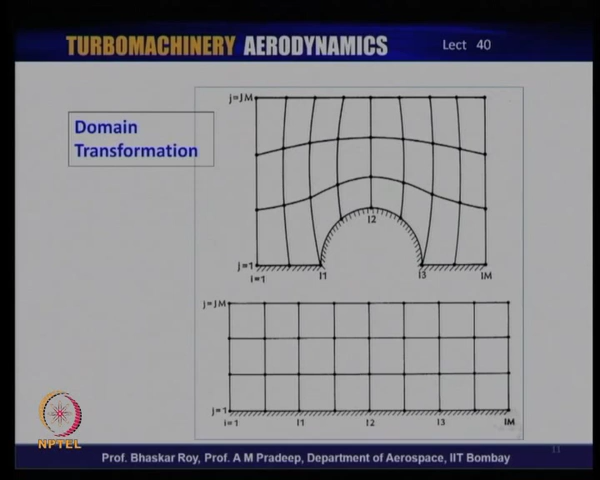 TURBOMACHINERY AERODYNAMICS
Lect 40
Domain
Transformation
j=JM
I2
j=1
i=1
I1
I3
IM
j=JM
j=1
i=1
I1
I2
I3
IM
NPTEL
11
Prof. Bhaskar Roy, Prof. A M Pradeep, Department of Aerospace, IIT Bombay